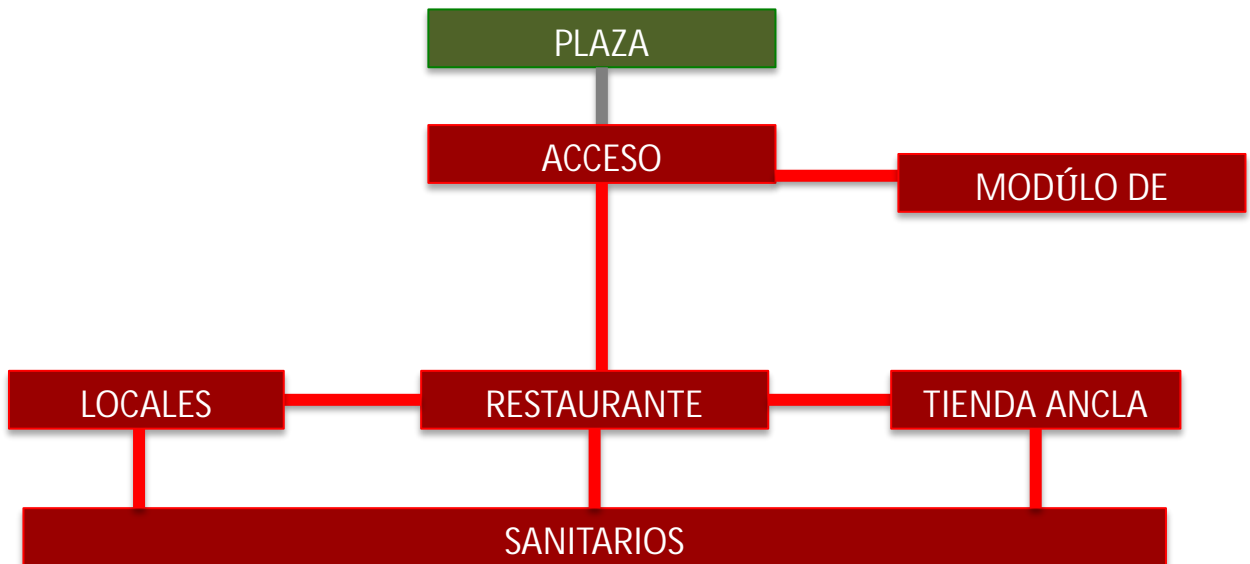 PLAZA
ACCESO
MODÚLO DE
LOCALES
RESTAURANTE
TIENDA ANCLA
SANITARIOS